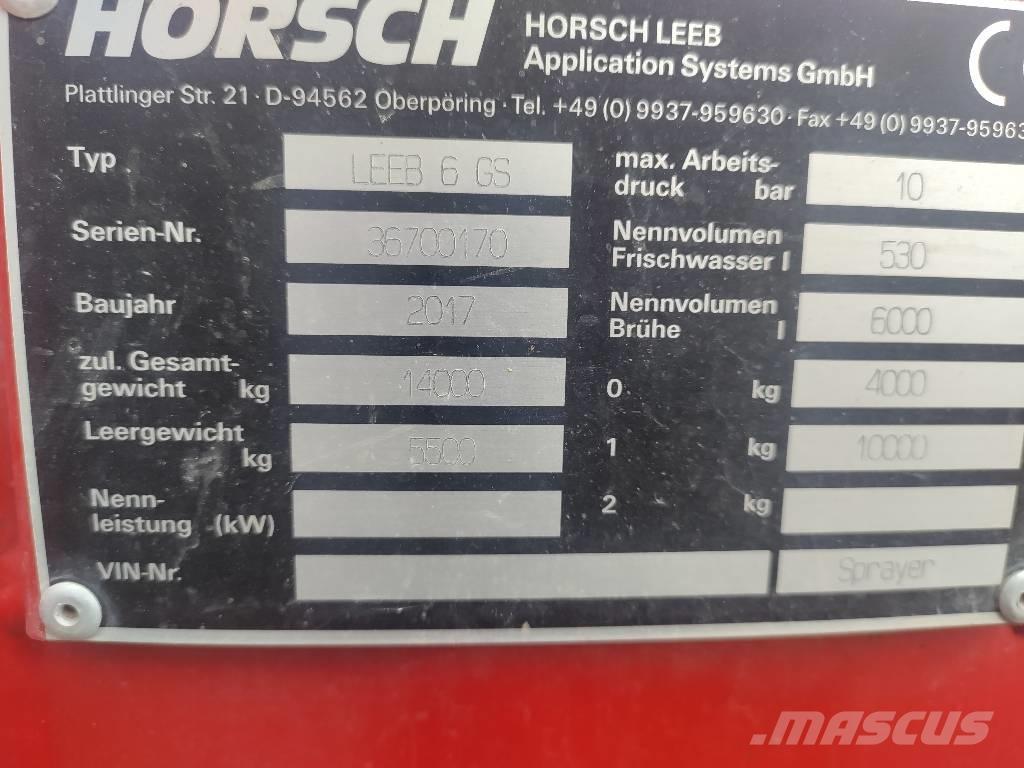 HORSCH
HORSCH LEEB
Application Systems GmbH
Plattlinger Str. 21 · D-94562 Oberpöring · Tel. +49 (0) 9937-959630 · Fax +49 (0) 9937-95963
Typ LEEB 6 GS
Serien-Nr. 36700170
Baujahr 2017
zul. Gesamt-
gewicht kg 14000
Leergewicht
kg 5500
Nenn-
leistung (kW)
VIN-Nr. Sprayer
max. Arbeits-
druck bar 10
Nennvolumen
Frischwasser l 530
Nennvolumen
Brühe l 6000
0 kg 4000
1 kg 10000
2 kg
MASCUS